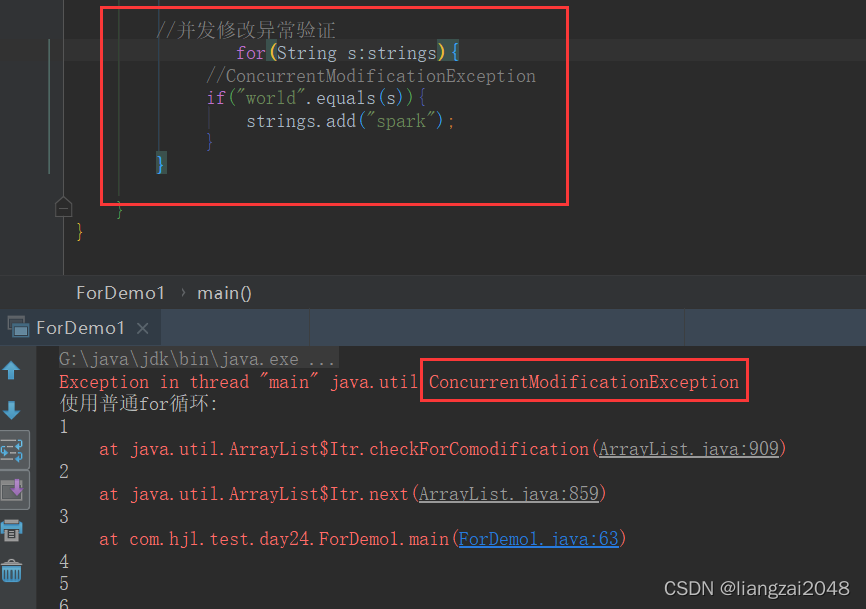 //并发修改异常验证
for(String s:strings){
//ConcurrentModificationException
if("world".equals(s)){
strings.add("spark");
}
}
}
}
ForDemo1 › main()
ForDemo1 ×
G:\java\jdk\bin\java.exe ...
Exception in thread "main" java.util ConcurrentModificationException
使用普通for循环:
1
at java.util.ArrayList$Itr.checkForComodification(ArrayList.java:909)
2
at java.util.ArrayList$Itr.next(ArrayList.java:859)
3
at com.hjl.test.day24.ForDemo1.main(ForDemo1.java:63)
4
5
6
CSDN @liangzai2048